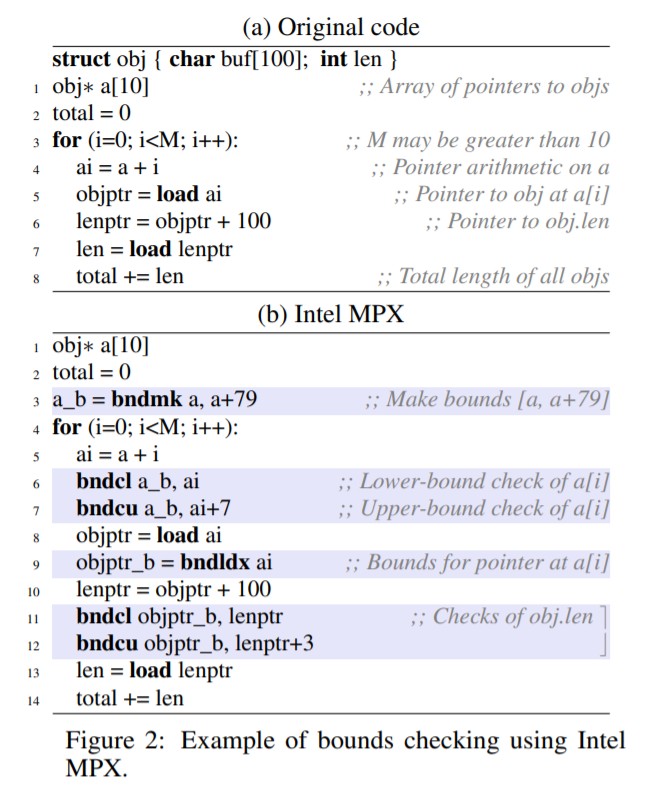 (a) Original code
struct obj { char buf[100]; int len }
1 obj* a[10] ;; Array of pointers to objs
2 total = 0
3 for (i=0; i<M; i++): ;; M may be greater than 10
4 ai = a + i ;; Pointer arithmetic on a
5 objptr = load ai ;; Pointer to obj at a[i]
6 lenptr = objptr + 100 ;; Pointer to obj.len
7 len = load lenptr
8 total += len ;; Total length of all objs
(b) Intel MPX
1 obj* a[10]
2 total = 0
3 a_b = bndmk a, a+79 ;; Make bounds [a, a+79]
4 for (i=0; i<M; i++):
5 ai = a + i
6 bndcl a_b, ai ;; Lower-bound check of a[i]
7 bndcu a_b, ai+7 ;; Upper-bound check of a[i]
8 objptr = load ai
9 objptr_b = bndldx ai ;; Bounds for pointer at a[i]
10 lenptr = objptr + 100
11 bndcl objptr_b, lenptr ;; Checks of obj.len ]
12 bndcu objptr_b, lenptr+3 ]
13 len = load lenptr
14 total += len
Figure 2: Example of bounds checking using Intel
MPX.